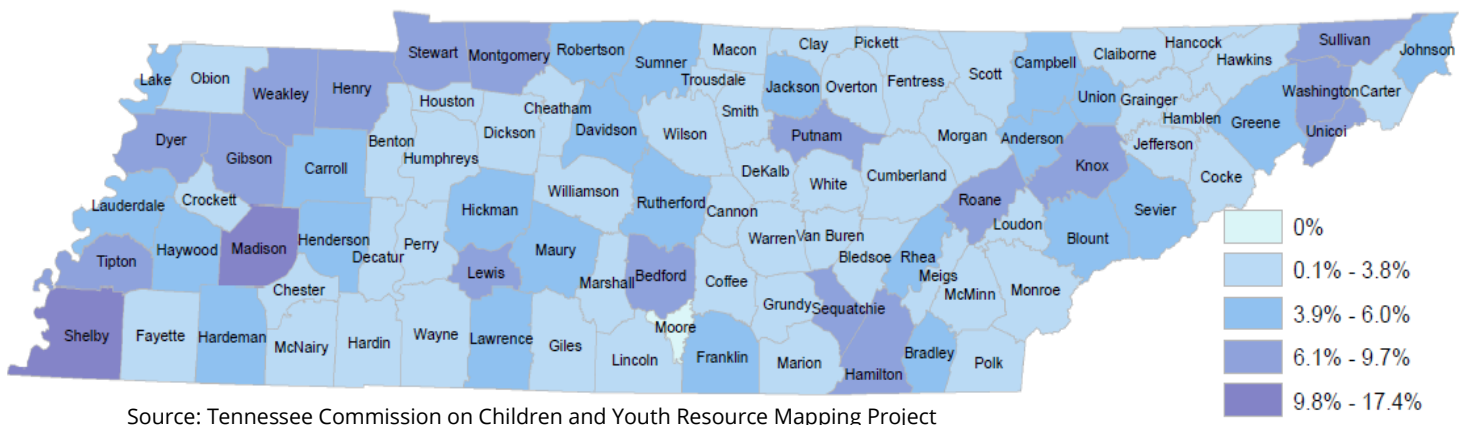 Stewart
Montgomery
Robertson
Sumner
Macon
Clay
Pickett
Scott
Campbell
Claiborne
Hancock
Hawkins
Sullivan
Johnson
Lake
Obion
Weakley
Henry
Houston
Cheatham
Trousdale
Jackson
Overton
Fentress
Union
Grainger
Washington
Carter
Dyer
Gibson
Carroll
Benton
Humphreys
Dickson
Davidson
Wilson
Smith
Putnam
Morgan
Anderson
Hamblen
Greene
Unicoi
Lauderdale
Crockett
Hickman
Williamson
Rutherford
DeKalb
White
Cumberland
Knox
Jefferson
Cocke
Tipton
Haywood
Madison
Henderson
Decatur
Perry
Lewis
Maury
Marshall
Bedford
Cannon
Warren
Van Buren
Bledsoe
Rhea
Roane
Loudon
Blount
Sevier
Shelby
Fayette
Hardeman
Chester
McNairy
Hardin
Wayne
Lawrence
Giles
Lincoln
Moore
Coffee
Franklin
Grundy
Sequatchie
Marion
Hamilton
Meigs
McMinn
Bradley
Polk
Monroe
0%
0.1% - 3.8%
3.9% - 6.0%
6.1% - 9.7%
9.8% - 17.4%
Source: Tennessee Commission on Children and Youth Resource Mapping Project